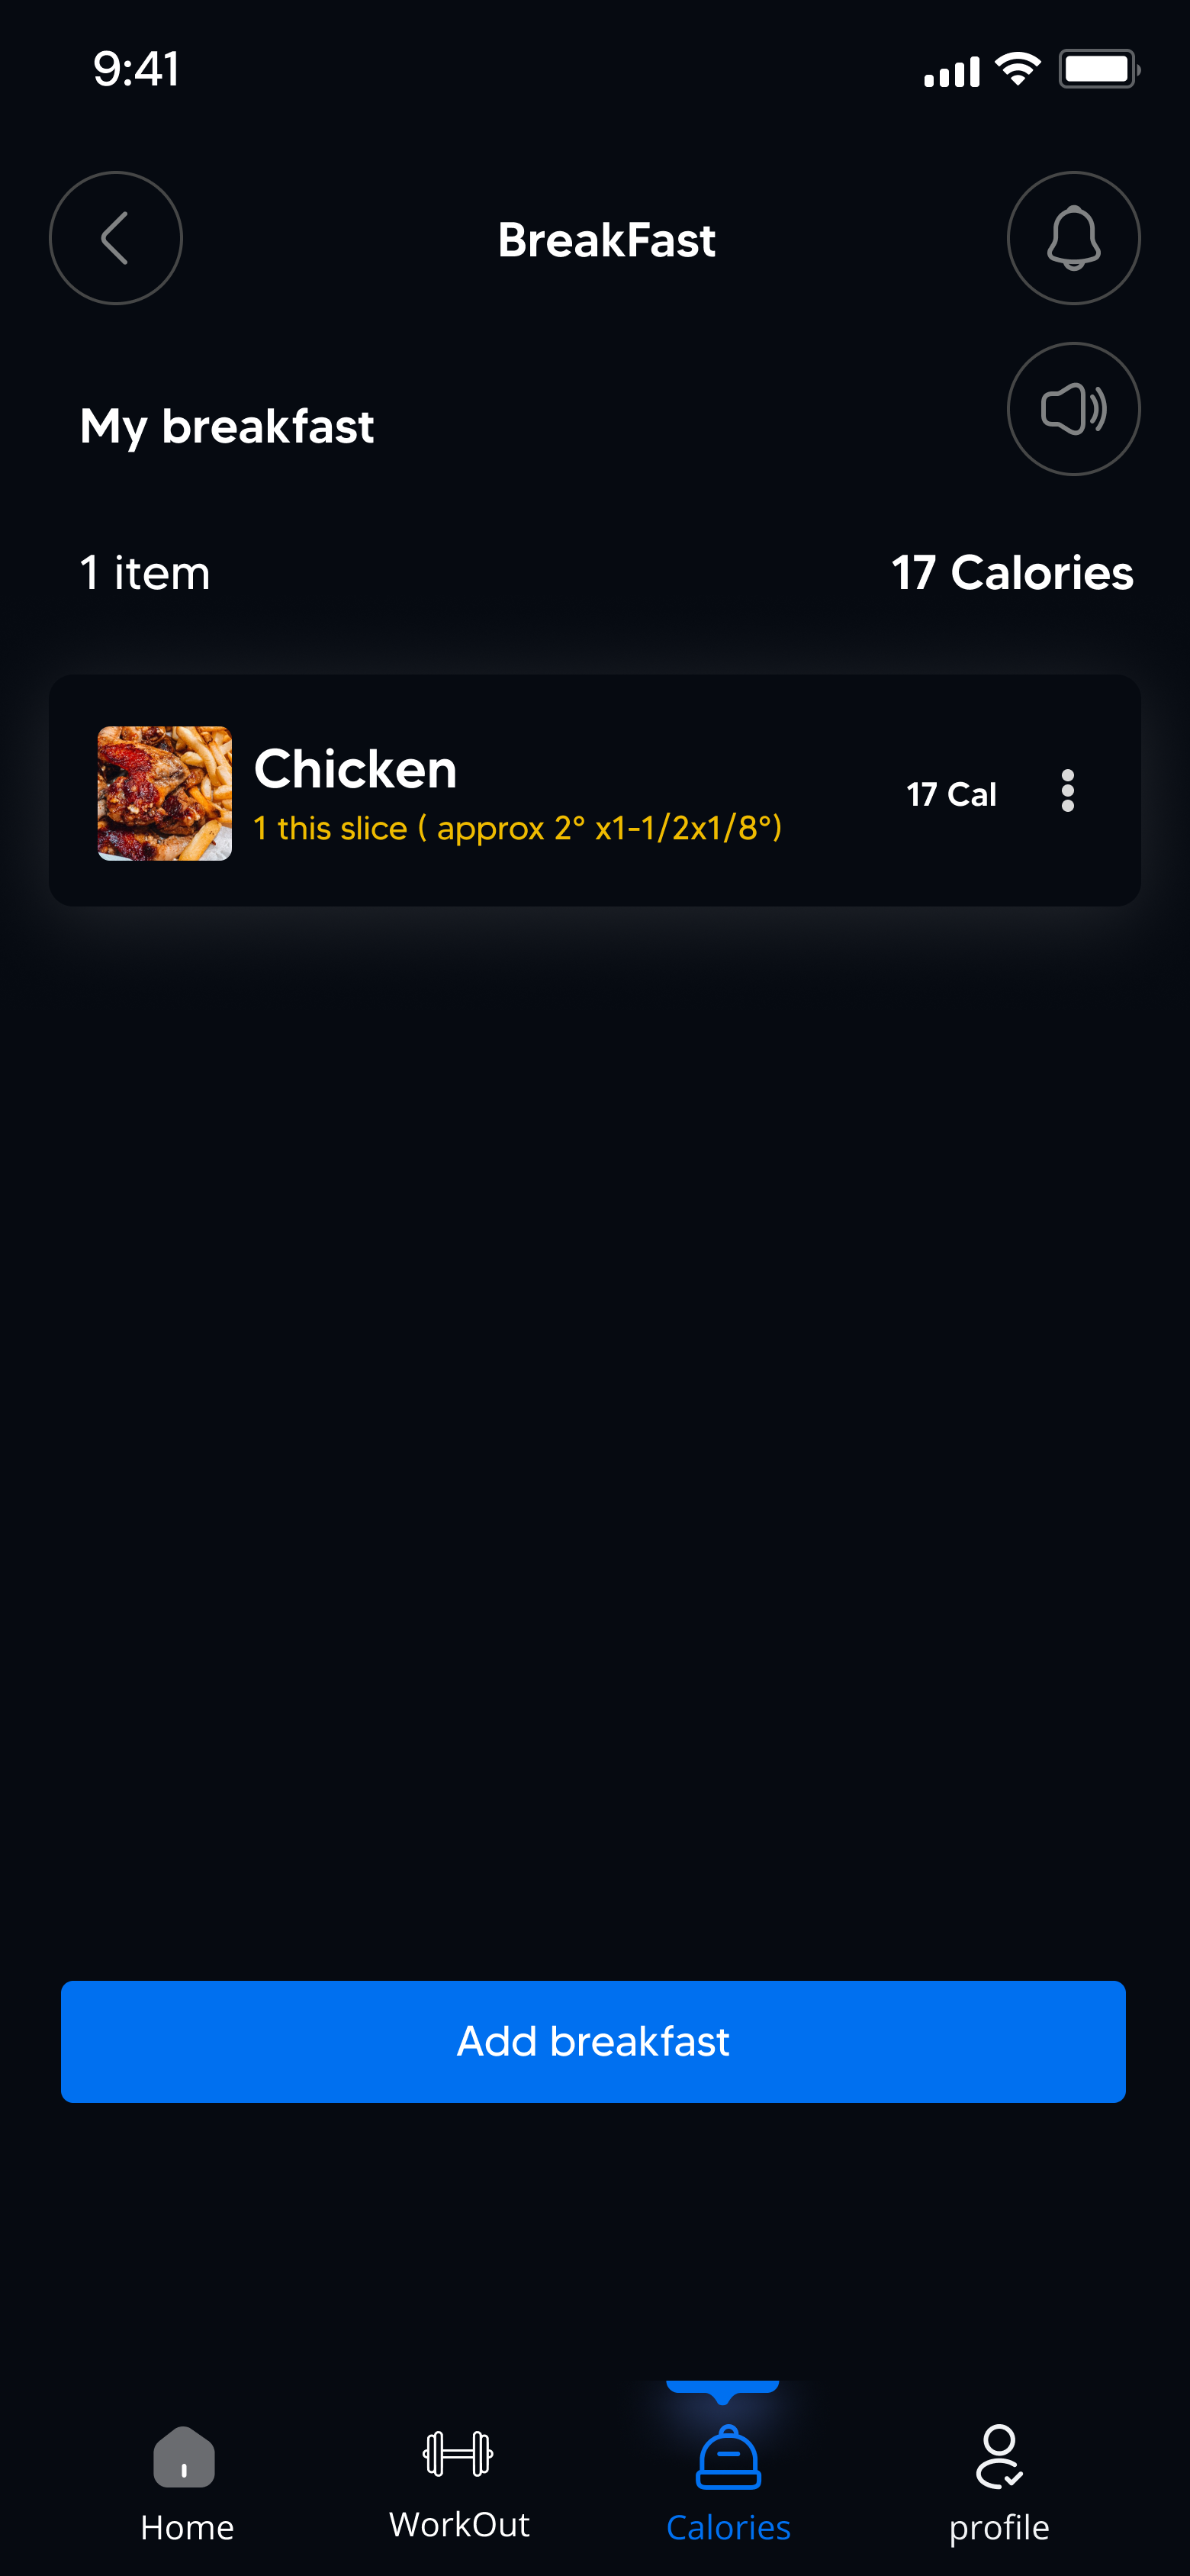 9:41
BreakFast
My breakfast
1 item
17 Calories
Chicken
1 this slice ( approx 2° x1-1/2x1/8°)
17 Cal
Add breakfast
Home
WorkOut
Calories
profile